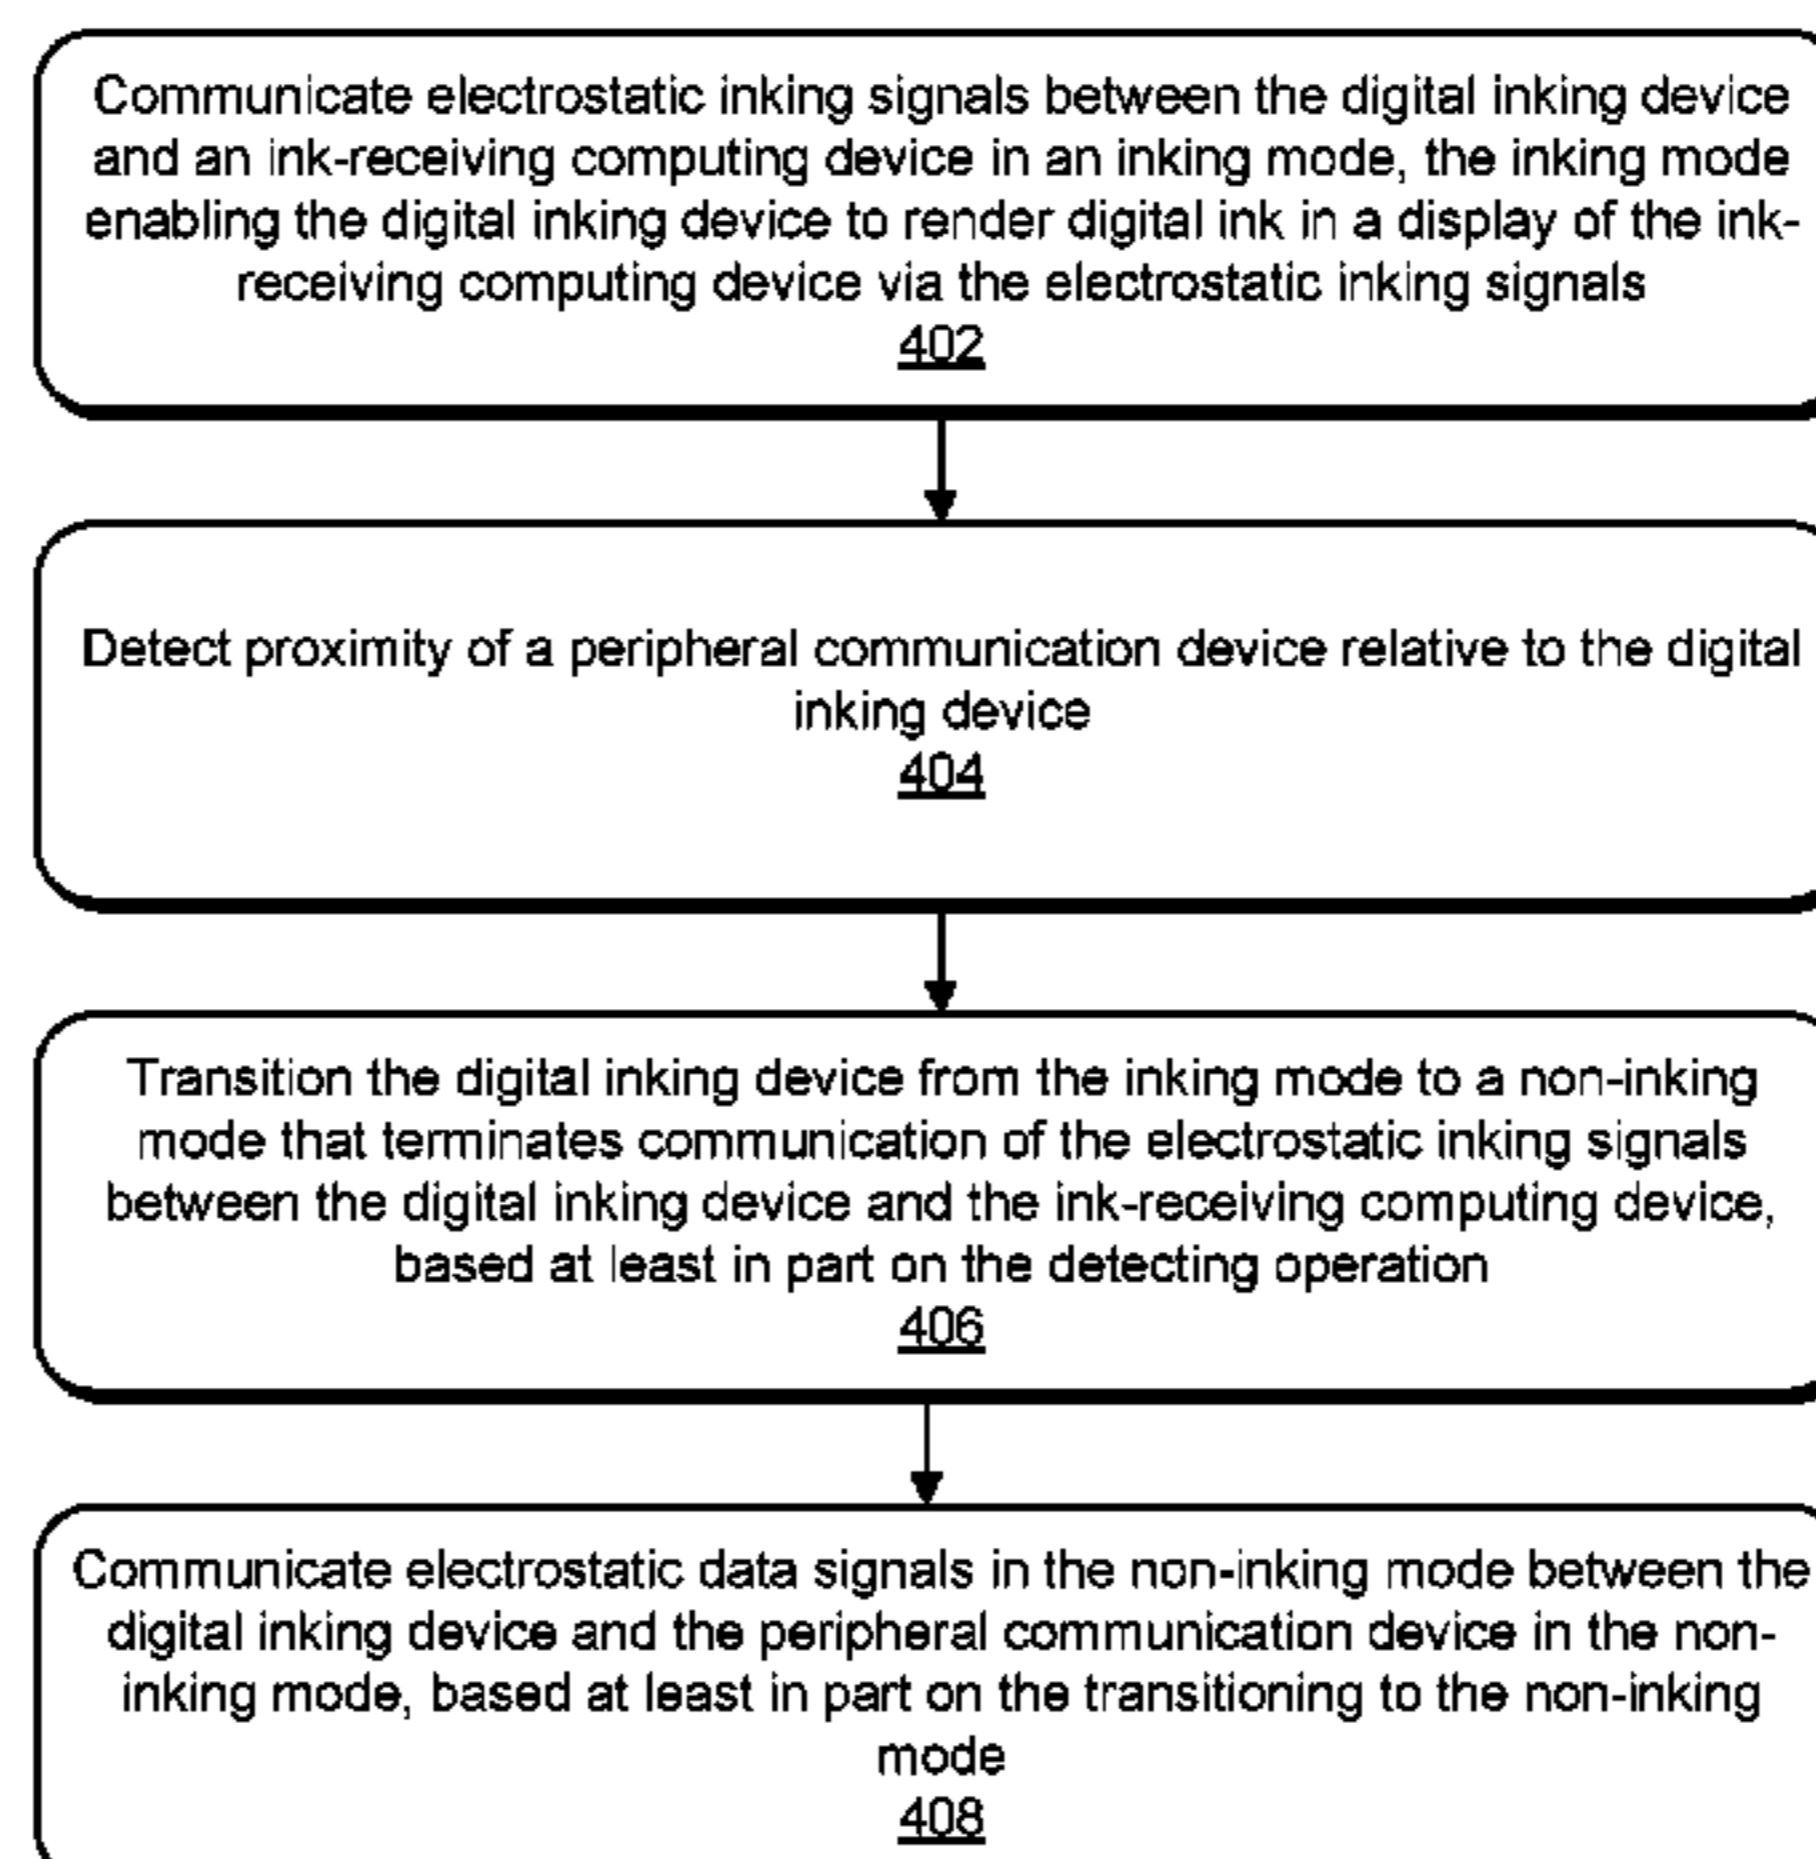 Communicate electrostatic inking signals between the digital inking device
and an ink-receiving computing device in an inking mode, the inking mode
enabling the digital inking device to render digital ink in a display of the ink-
receiving computing device via the electrostatic inking signals
402
Detect proximity of a peripheral communication device relative to the digital
inking device
404
Transition the digital inking device from the inking mode to a non-inking
mode that terminates communication of the electrostatic inking signals
between the digital inking device and the ink-receiving computing device,
based at least in part on the detecting operation
406
Communicate electrostatic data signals in the non-inking mode between the
digital inking device and the peripheral communication device in the non-
inking mode, based at least in part on the transitioning to the non-inking
mode
408